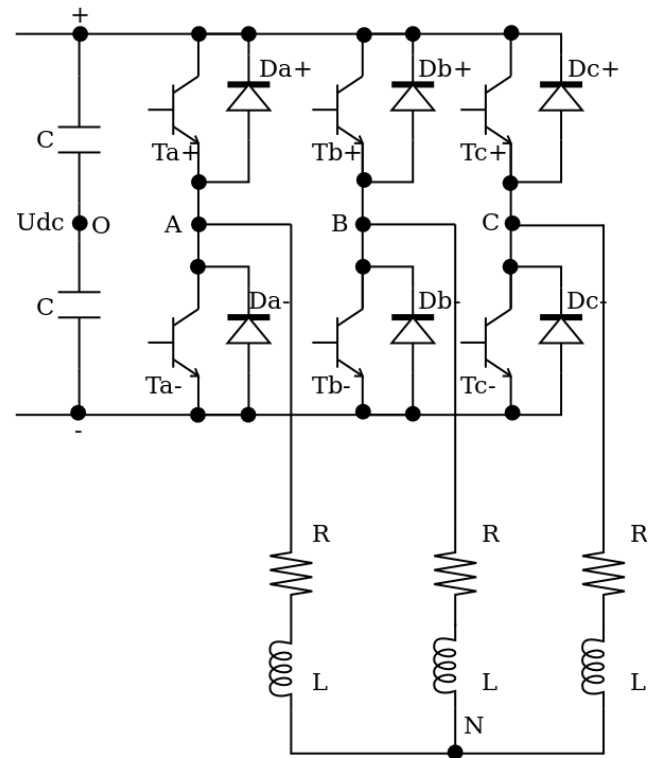 +
Da+ Db+ Dc+
C Ta+ Tb+ Tc+
Udc O A B C
C Da- Db- Dc-
Ta- Tb- Tc-
-
R R R
L L L
N